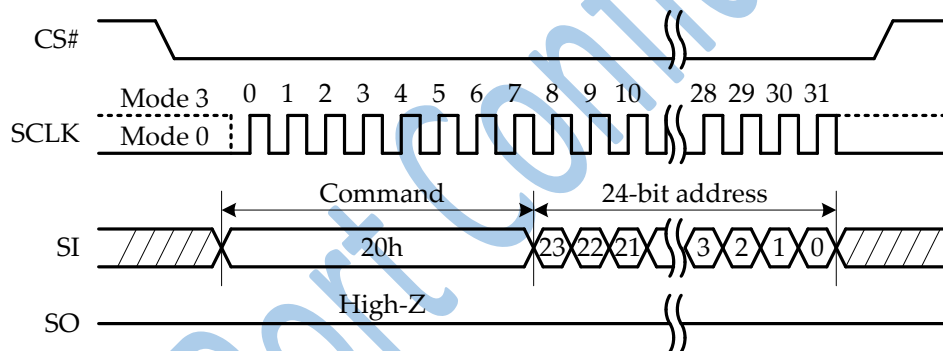 CS#
Mode 3 0 1 2 3 4 5 6 7 8 9 10 28 29 30 31
SCLK Mode 0
Command 24-bit address
SI 20h 23 22 21 3 2 1 0
High-Z
SO
Port